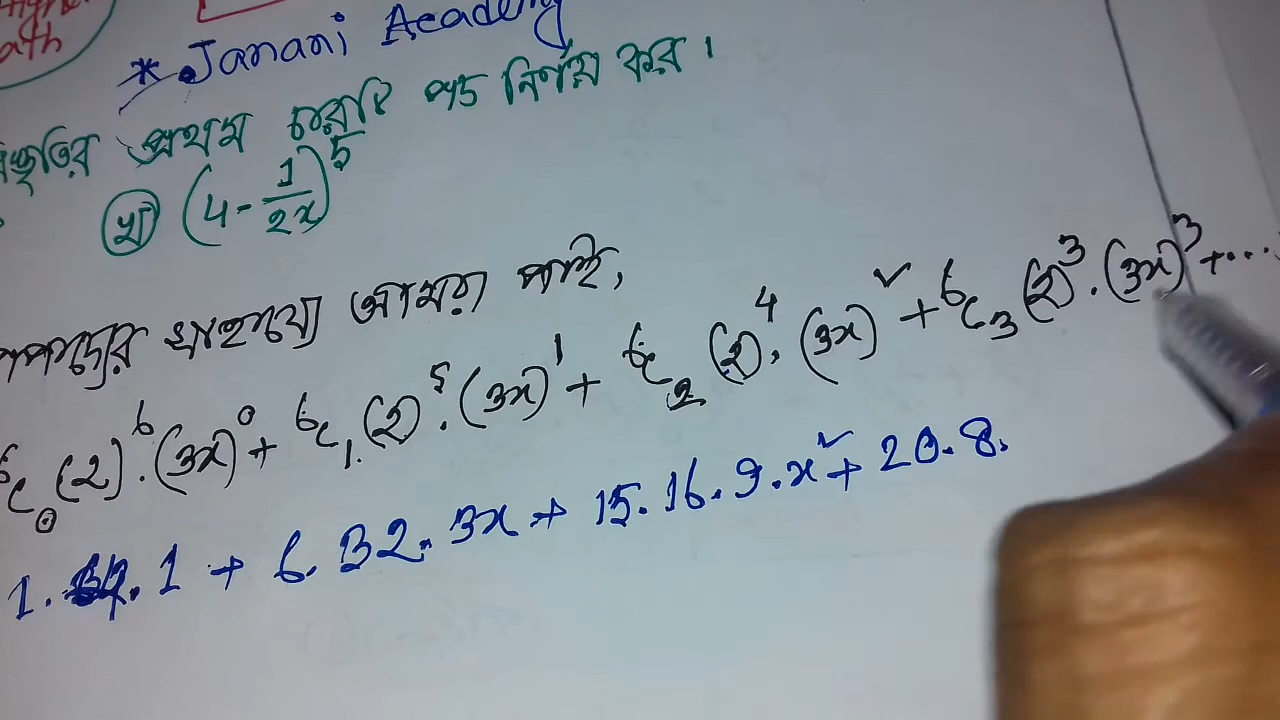 ath
* Janani Academy
প্রথম চারটি পদ নির্ণয় কর।
খ (4 - 1/2x)^5
সাহায্যে আমরা পাই,
⁶C₀ (2)⁶.(3x)⁰ + ⁶C₁.(2)⁵.(3x)¹ + ⁶C₂ (2)⁴.(3x)² + ⁶C₃ (2)³.(3x)³ + ....
1. 64. 1 + 6. 32. 3x + 15. 16. 9. x² + 20. 8.